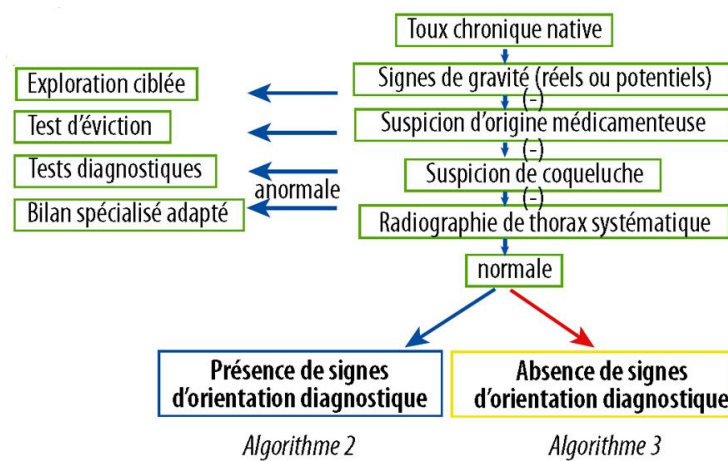 Toux chronique native
Signes de gravité (réels ou potentiels)
Exploration ciblée
(-)
Suspicion d'origine médicamenteuse
Test d'éviction
(-)
Suspicion de coqueluche
Tests diagnostiques
anormale
(-)
Radiographie de thorax systématique
Bilan spécialisé adapté
normale
Présence de signes
d'orientation diagnostique
Absence de signes
d'orientation diagnostique
Algorithme 2
Algorithme 3